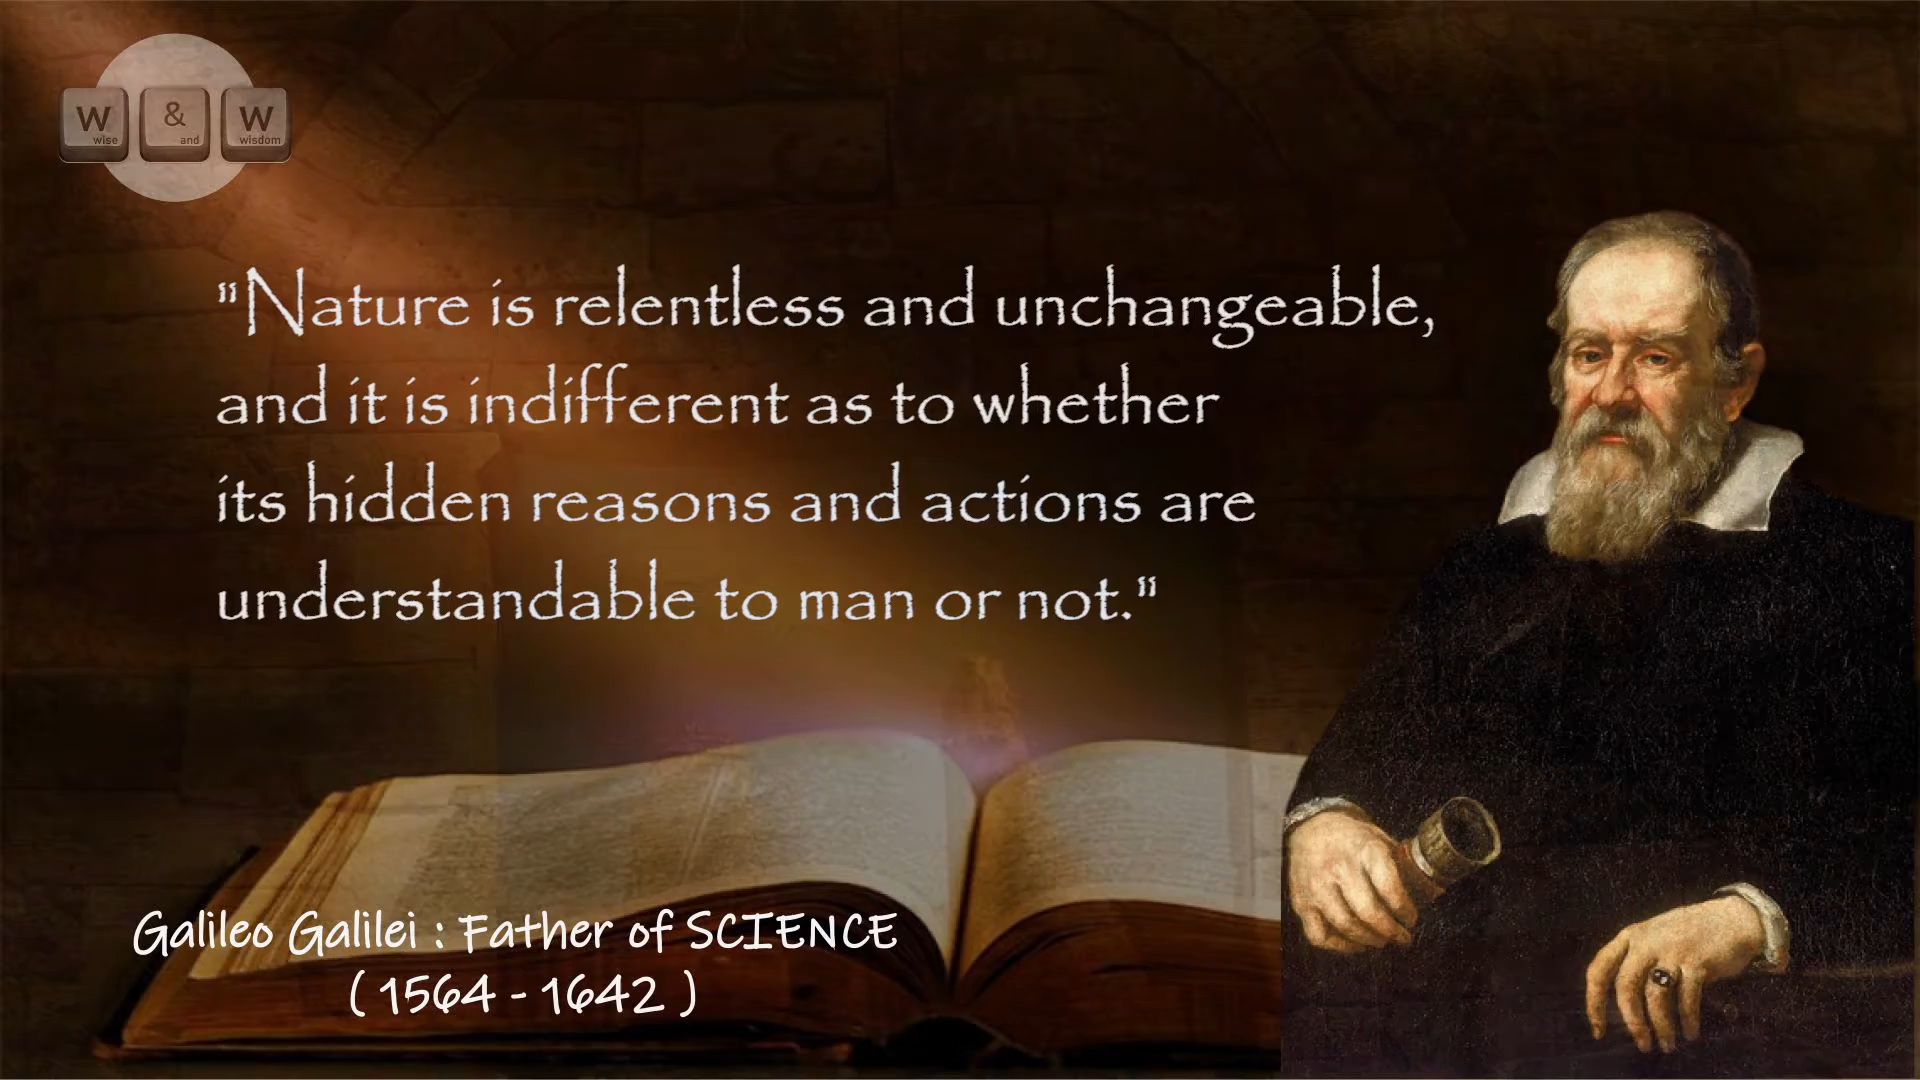 W & W
wise and wisdom
"Nature is relentless and unchangeable,
and it is indifferent as to whether
its hidden reasons and actions are
understandable to man or not."
Galileo Galilei : Father of SCIENCE
( 1564 - 1642 )